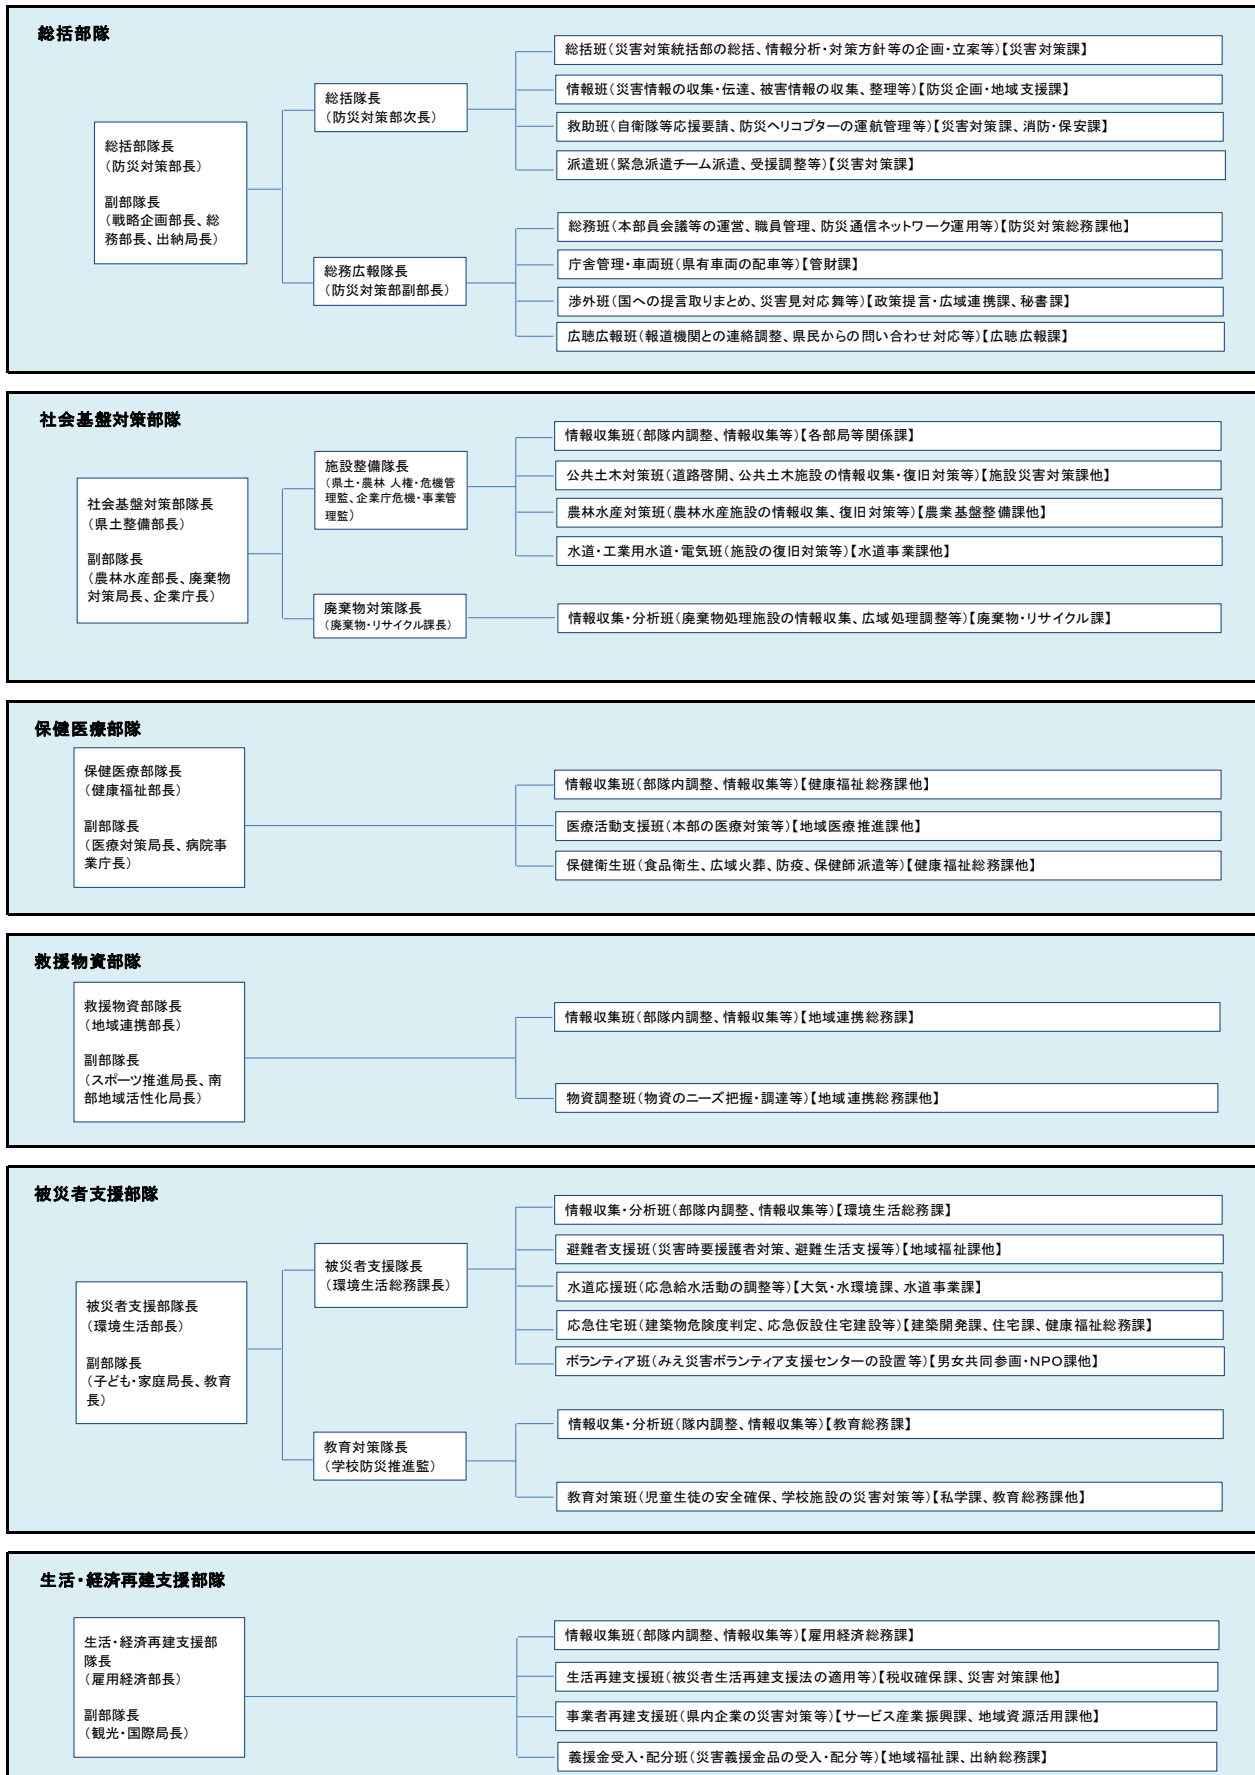 総括部隊
総括部隊長
（防災対策部長）
副部隊長
（戦略企画部長、総
務部長、出納局長）
総括隊長
（防災対策部次長）
総括班（災害対策統括部の総括、情報分析・対策方針等の企画・立案等）【災害対策課】
情報班（災害情報の収集・伝達、被害情報の収集、整理等）【防災企画・地域支援課】
救助班（自衛隊等応援要請、防災ヘリコプターの運航管理等）【災害対策課、消防・保安課】
派遣班（緊急派遣チーム派遣、受援調整等）【災害対策課】
総務広報隊長
（防災対策部副部長）
総務班（本部員会議等の運営、職員管理、防災通信ネットワーク運用等）【防災対策総務課他】
庁舎管理・車両班（県有車両の配車等）【管財課】
渉外班（国への提言取りまとめ、災害見対応舞等）【政策提言・広域連携課、秘書課】
広聴広報班（報道機関との連絡調整、県民からの問い合わせ対応等）【広聴広報課】
社会基盤対策部隊
社会基盤対策部隊長
（県土整備部長）
副部隊長
（農林水産部長、廃棄物
対策局長、企業庁長）
施設整備隊長
（県土・農林 人権・危機管
理監、企業庁危機・事業管
理監）
情報収集班（部隊内調整、情報収集等）【各部局等関係課】
公共土木対策班（道路啓開、公共土木施設の情報収集・復旧対策等）【施設災害対策課他】
農林水産対策班（農林水産施設の情報収集、復旧対策等）【農業基盤整備課他】
水道・工業用水道・電気班（施設の復旧対策等）【水道事業課他】
廃棄物対策隊長
（廃棄物・リサイクル課長）
情報収集・分析班（廃棄物処理施設の情報収集、広域処理調整等）【廃棄物・リサイクル課】
保健医療部隊
保健医療部隊長
（健康福祉部長）
副部隊長
（医療対策局長、病院事
業庁長）
情報収集班（部隊内調整、情報収集等）【健康福祉総務課他】
医療活動支援班（本部の医療対策等）【地域医療推進課他】
保健衛生班（食品衛生、広域火葬、防疫、保健師派遣等）【健康福祉総務課他】
救援物資部隊
救援物資部隊長
（地域連携部長）
副部隊長
（スポーツ推進局長、南
部地域活性化局長）
情報収集班（部隊内調整、情報収集等）【地域連携総務課】
物資調整班（物資のニーズ把握・調達等）【地域連携総務課他】
被災者支援部隊
被災者支援部隊長
（環境生活部長）
副部隊長
（子ども・家庭局長、教育
長）
被災者支援隊長
（環境生活総務課長）
情報収集・分析班（部隊内調整、情報収集等）【環境生活総務課】
避難者支援班（災害時要援護者対策、避難生活支援等）【地域福祉課他】
水道応援班（応急給水活動の調整等）【大気・水環境課、水道事業課】
応急住宅班（建築物危険度判定、応急仮設住宅建設等）【建築開発課、住宅課、健康福祉総務課】
ボランティア班（みえ災害ボランティア支援センターの設置等）【男女共同参画・NPO課他】
教育対策隊長
（学校防災推進監）
情報収集・分析班（隊内調整、情報収集等）【教育総務課】
教育対策班（児童生徒の安全確保、学校施設の災害対策等）【私学課、教育総務課他】
生活・経済再建支援部隊
生活・経済再建支援部
隊長
（雇用経済部長）
副部隊長
（観光・国際局長）
情報収集班（部隊内調整、情報収集等）【雇用経済総務課】
生活再建支援班（被災者生活再建支援法の適用等）【税収確保課、災害対策課他】
事業者再建支援班（県内企業の災害対策等）【サービス産業振興課、地域資源活用課他】
義援金受入・配分班（災害義援金品の受入・配分等）【地域福祉課、出納総務課】